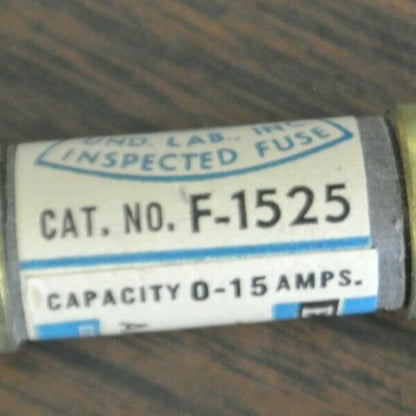 UND. LAB., INC.
INSPECTED FUSE
CAT. NO. F-1525
CAPACITY 0-15 AMPS.